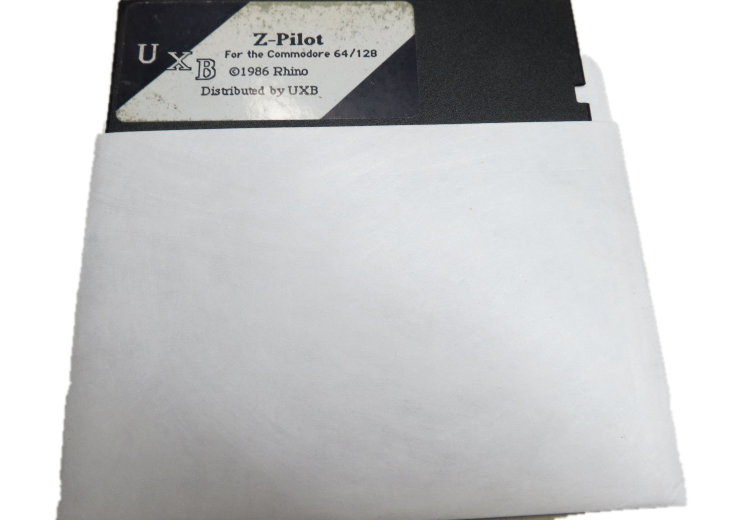 UXB
Z-Pilot
For the Commodore 64/128
©1986 Rhino
Distributed by UXB